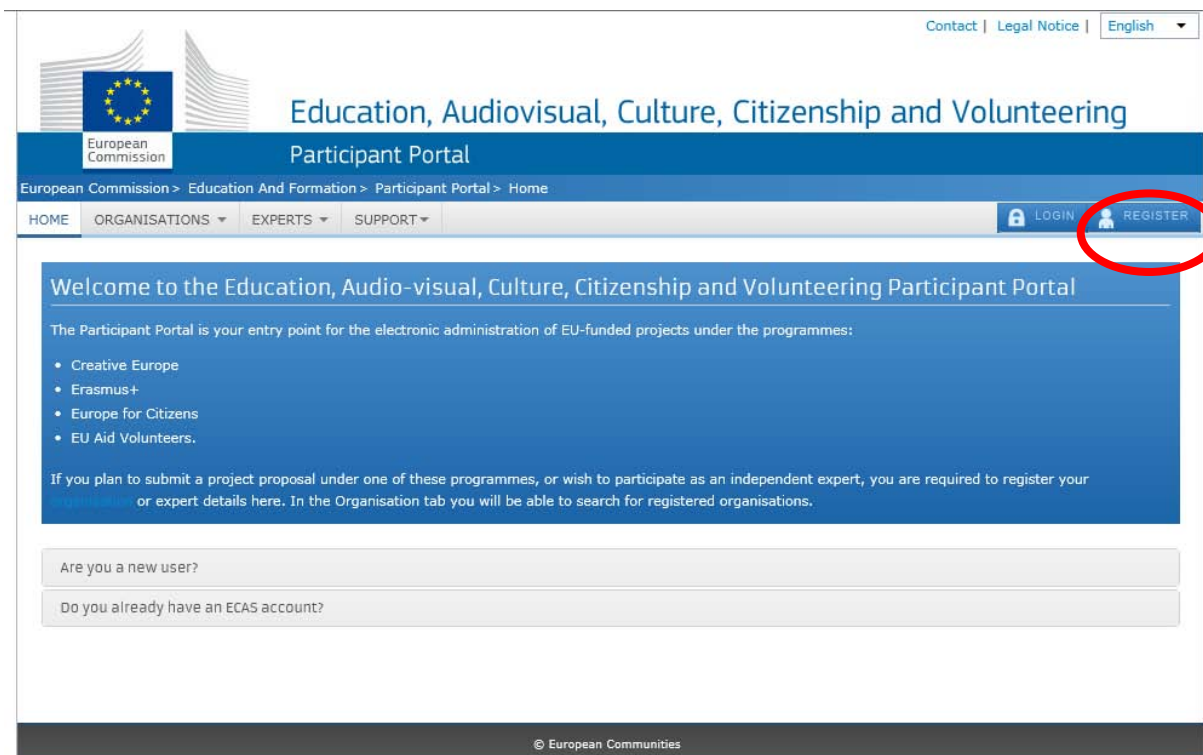 Contact | Legal Notice | English
Education, Audiovisual, Culture, Citizenship and Volunteering
European
Commission
Participant Portal
European Commission > Education And Formation > Participant Portal > Home
HOME ORGANISATIONS EXPERTS SUPPORT LOGIN REGISTER
Welcome to the Education, Audio-visual, Culture, Citizenship and Volunteering Participant Portal
The Participant Portal is your entry point for the electronic administration of EU-funded projects under the programmes:
• Creative Europe
• Erasmus+
• Europe for Citizens
• EU Aid Volunteers.
If you plan to submit a project proposal under one of these programmes, or wish to participate as an independent expert, you are required to register your
organisation or expert details here. In the Organisation tab you will be able to search for registered organisations.
Are you a new user?
Do you already have an ECAS account?
© European Communities